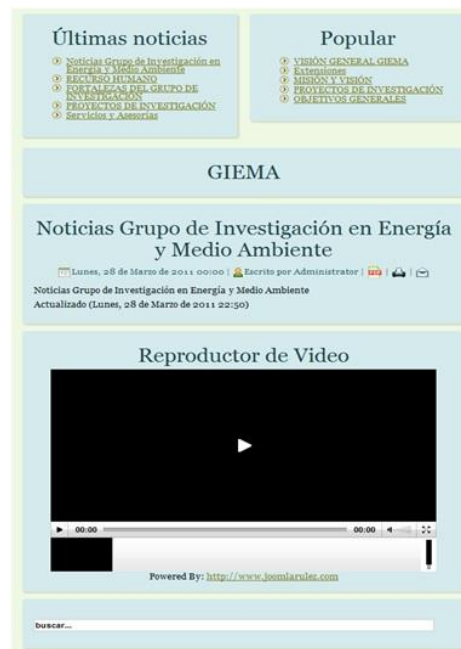 Últimas noticias
Noticias Grupo de Investigación en
Energía y Medio Ambiente
RECURSO HUMANO
FORTALEZAS DEL GRUPO DE
INVESTIGACIÓN
PROYECTOS DE INVESTIGACIÓN
Servicios y Asesorías
Popular
VISIÓN GENERAL GIEMA
Extensiones
MISIÓN Y VISIÓN
PROYECTOS DE INVESTIGACIÓN
OBJETIVOS GENERALES
GIEMA
Noticias Grupo de Investigación en Energía
y Medio Ambiente
Lunes, 28 de Marzo de 2011 00:00 | Escrito por Administrator | PDF | |
Noticias Grupo de Investigación en Energía y Medio Ambiente
Actualizado (Lunes, 28 de Marzo de 2011 22:50)
Reproductor de Video
00:00 00:00
Powered By: http://www.joomlarulez.com
buscar...